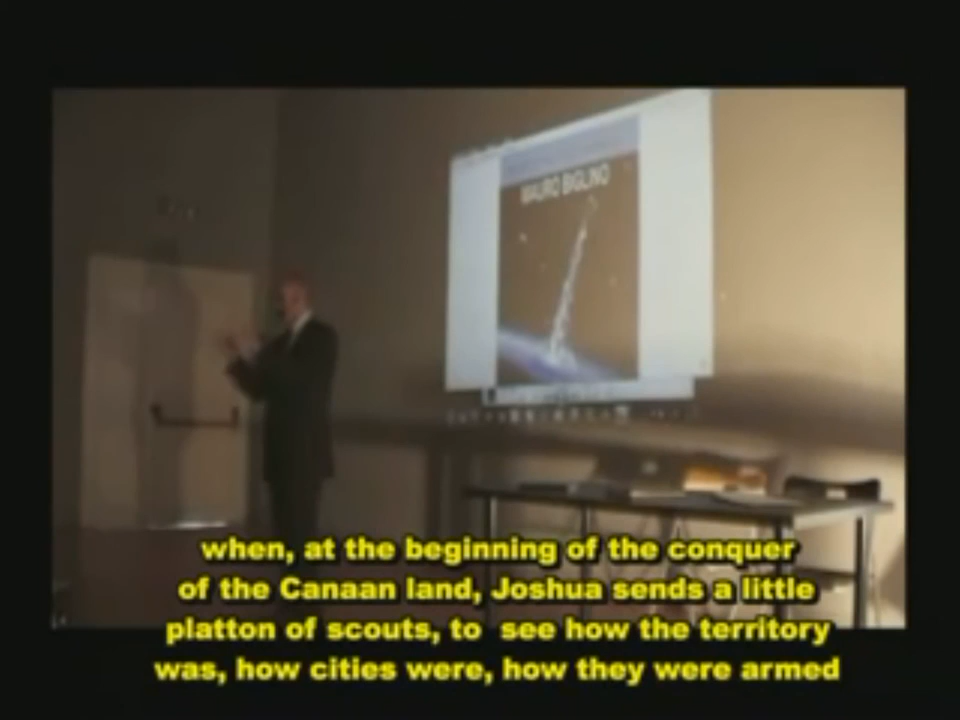 MAURO BIGLINO
when, at the beginning of the conquer
of the Canaan land, Joshua sends a little
platton of scouts, to see how the territory
was, how cities were, how they were armed